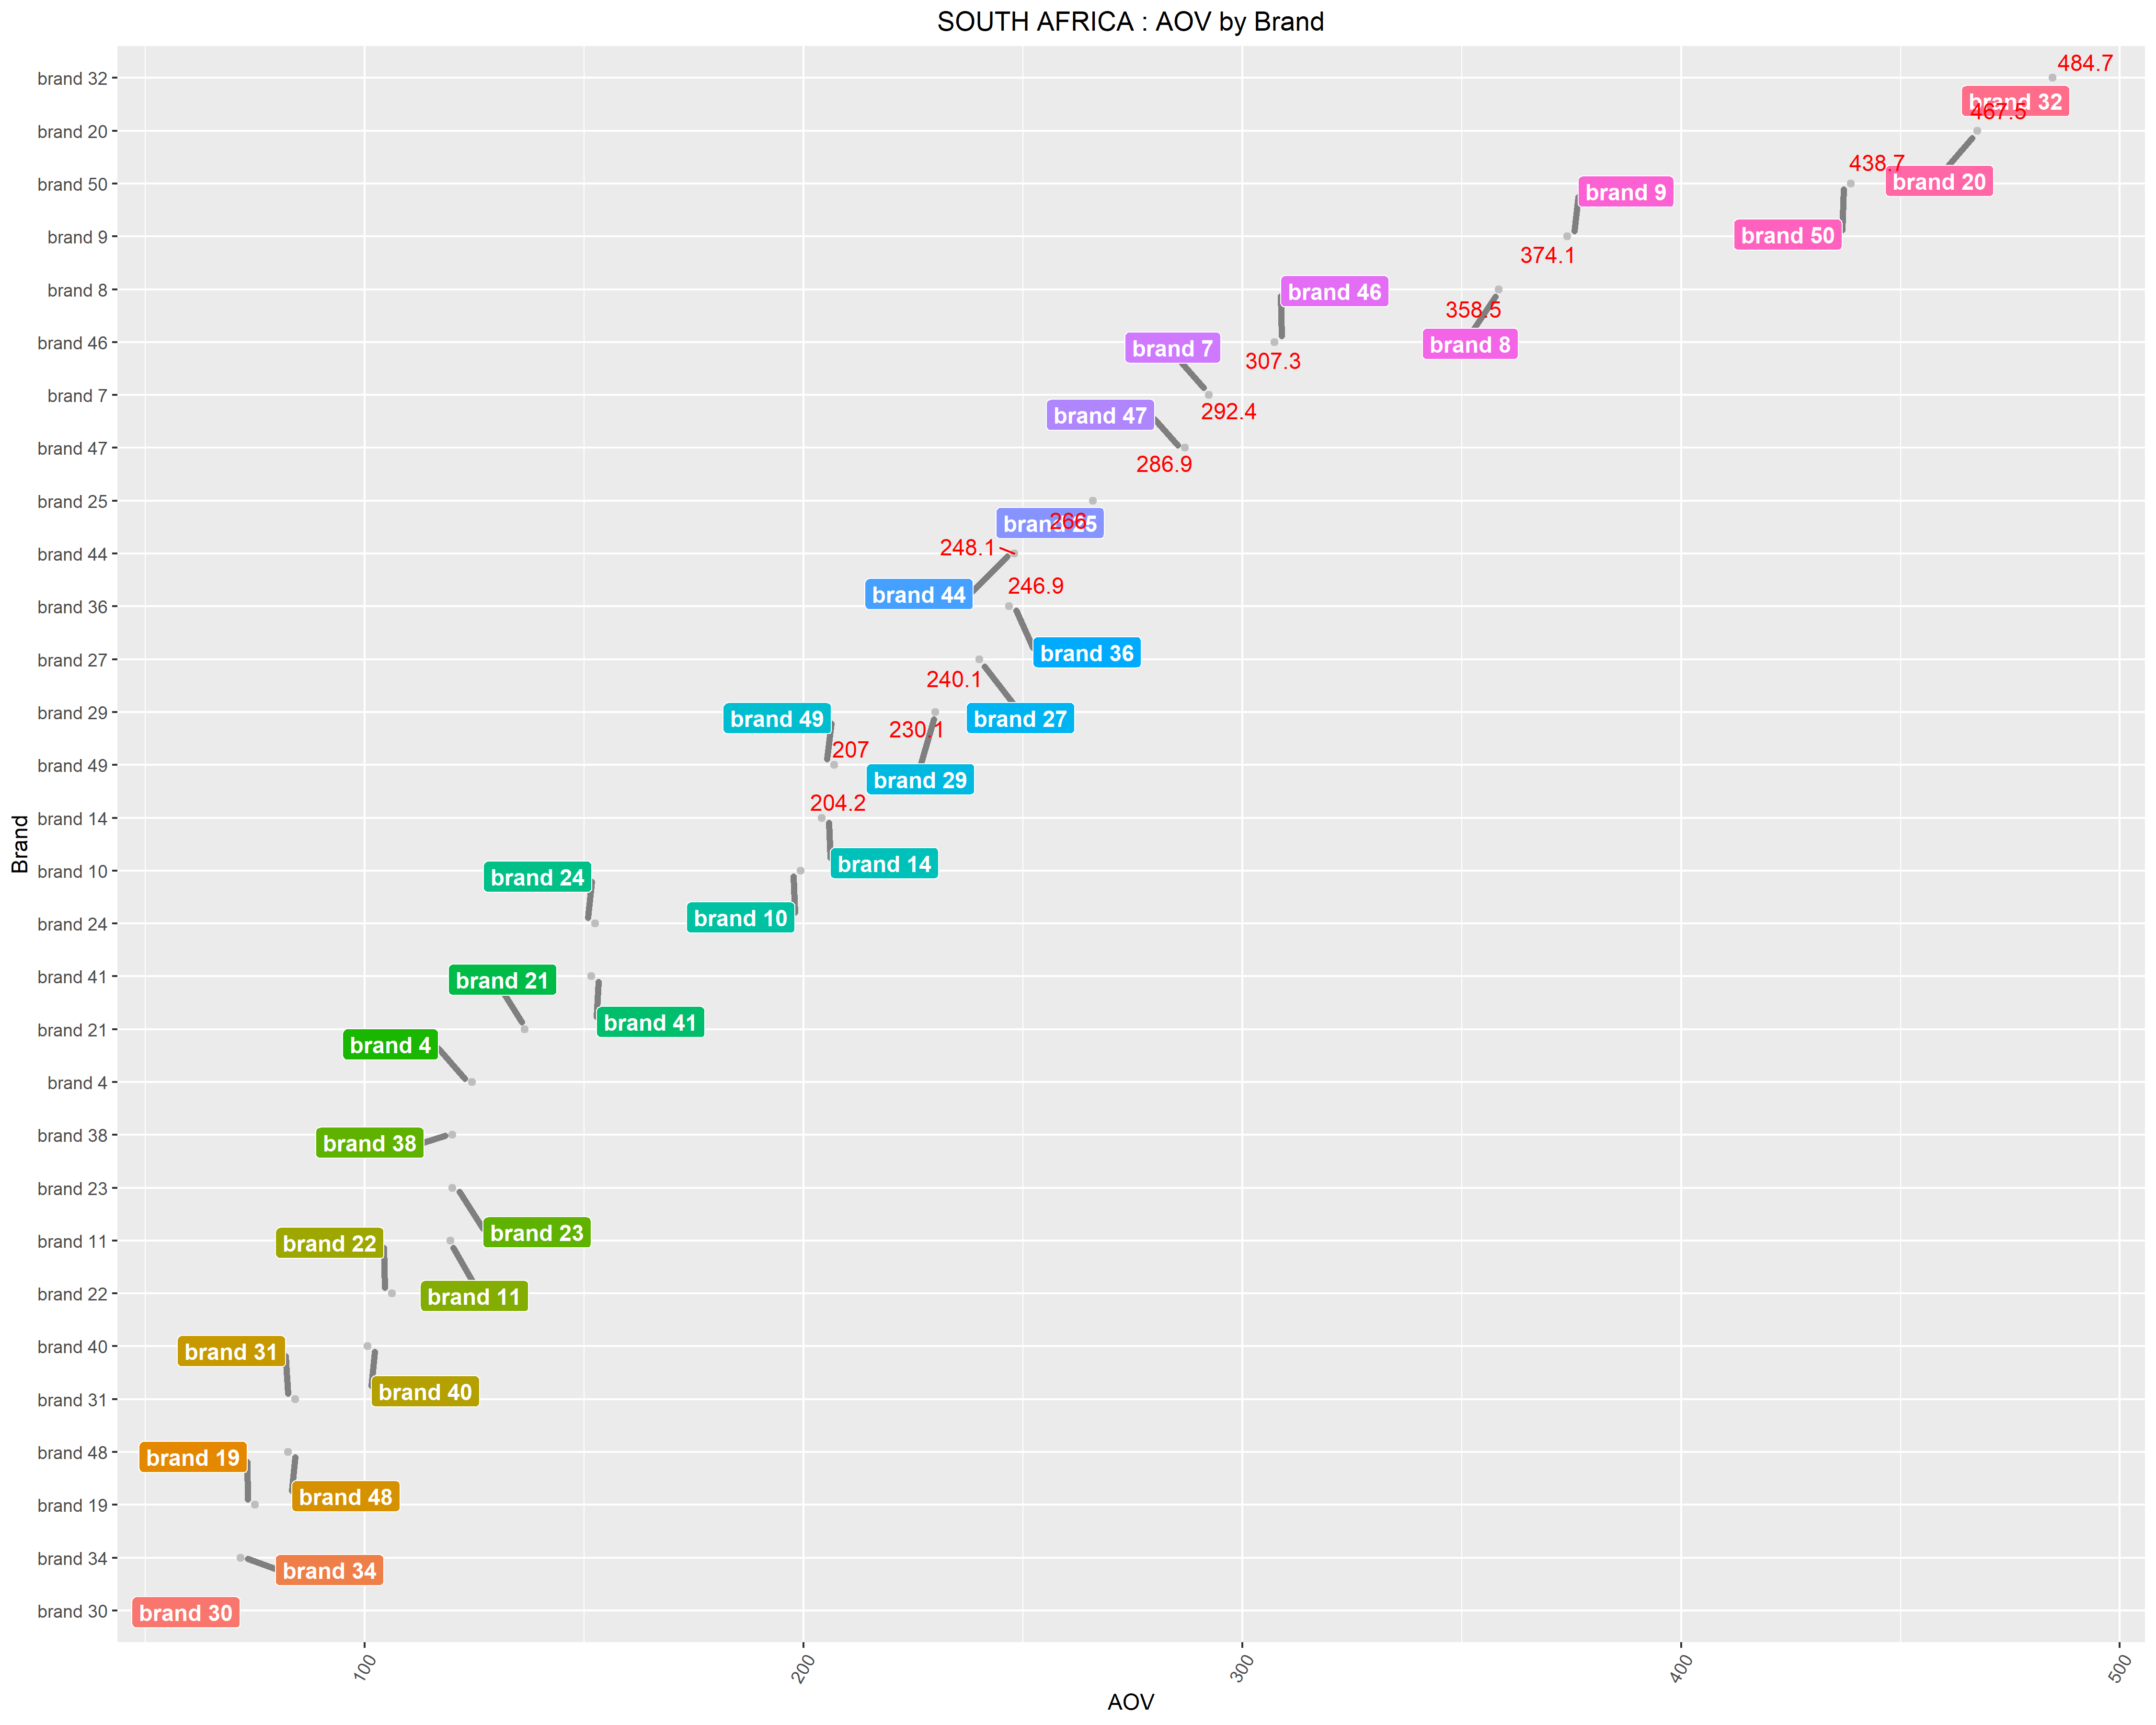 SOUTH AFRICA : AOV by Brand
Brand
brand 32
brand 20
brand 50
brand 9
brand 8
brand 46
brand 7
brand 47
brand 25
brand 44
brand 36
brand 27
brand 29
brand 49
brand 14
brand 10
brand 24
brand 41
brand 21
brand 4
brand 38
brand 23
brand 11
brand 22
brand 40
brand 31
brand 48
brand 19
brand 34
brand 30
484.7
brand 32
467.5
438.7
brand 20
brand 9
brand 50
374.1
brand 46
358.5
brand 8
brand 7
307.3
292.4
brand 47
286.9
brand 25
266
248.1
246.9
brand 44
brand 36
240.1
brand 49
brand 27
230.1
207
brand 29
204.2
brand 14
brand 24
brand 10
brand 21
brand 41
brand 4
brand 38
brand 23
brand 22
brand 11
brand 31
brand 40
brand 19
brand 48
brand 34
brand 30
100
200
300
400
500
AOV